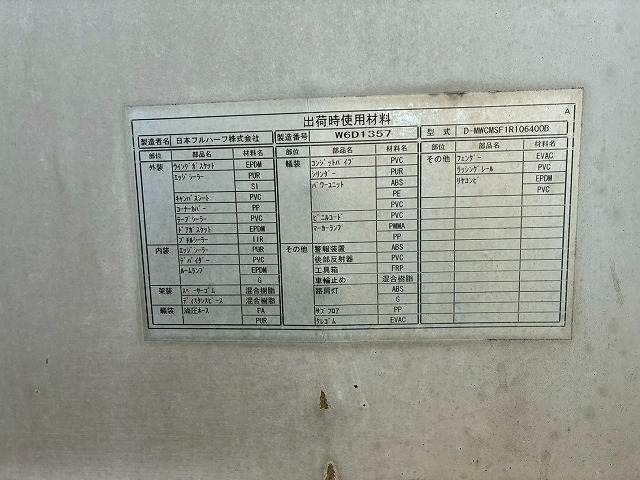 出荷時使用材料 A
製造者名 日本フルハーフ株式会社 製造番号 W6D1357 型式 D-MWCMSF1R106400B
部位 部品名 材料名 部位 部品名 材料名 その他 部品名 材料名
外装 ウイングガスケット EPDM 艤装 コンジットパイプ PVC その他 フェンダー EVAC
エッジシーラー PUR シリンダー PUR ラッシングレール PVC
SI パワーユニット ABS リヤコンビ EPDM
キャンバスシート PVC PE PVC
コーナーカバー PP PVC
テープシーラー PVC ビニルコード PVC
ドアガスケット EPDM マーカーランプ PMMA
ブチルシーラー IIR PP
内装 エッジシーラー PUR その他 警報装置 ABS
デバイダー PVC 後部反射器 PVC
ルームランプ EPDM 工具箱 FRP
G 車輪止め 混合樹脂
架装 スペーサーゴム 混合樹脂 路肩灯 ABS
ディスタンスピース 混合樹脂 G
艤装 油圧ホース PA サブフロア PP
PUR タレゴム EVAC